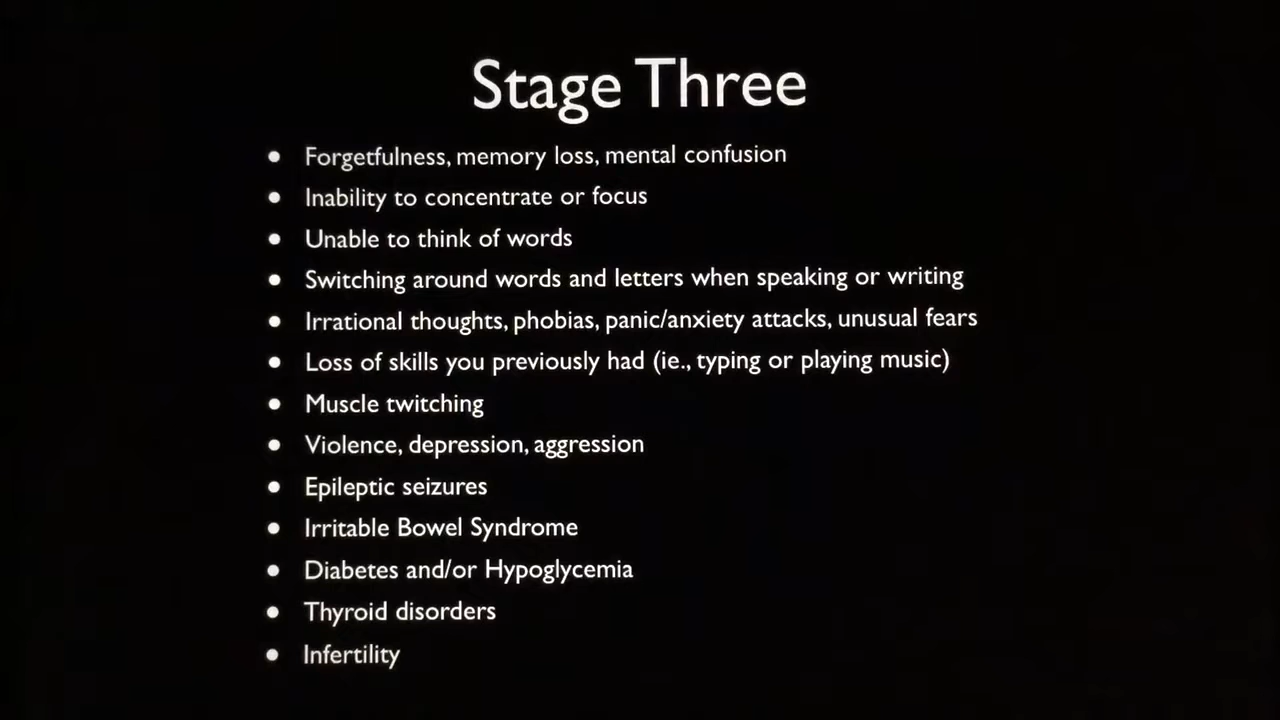 Stage Three
• Forgetfulness, memory loss, mental confusion
• Inability to concentrate or focus
• Unable to think of words
• Switching around words and letters when speaking or writing
• Irrational thoughts, phobias, panic/anxiety attacks, unusual fears
• Loss of skills you previously had (ie., typing or playing music)
• Muscle twitching
• Violence, depression, aggression
• Epileptic seizures
• Irritable Bowel Syndrome
• Diabetes and/or Hypoglycemia
• Thyroid disorders
• Infertility